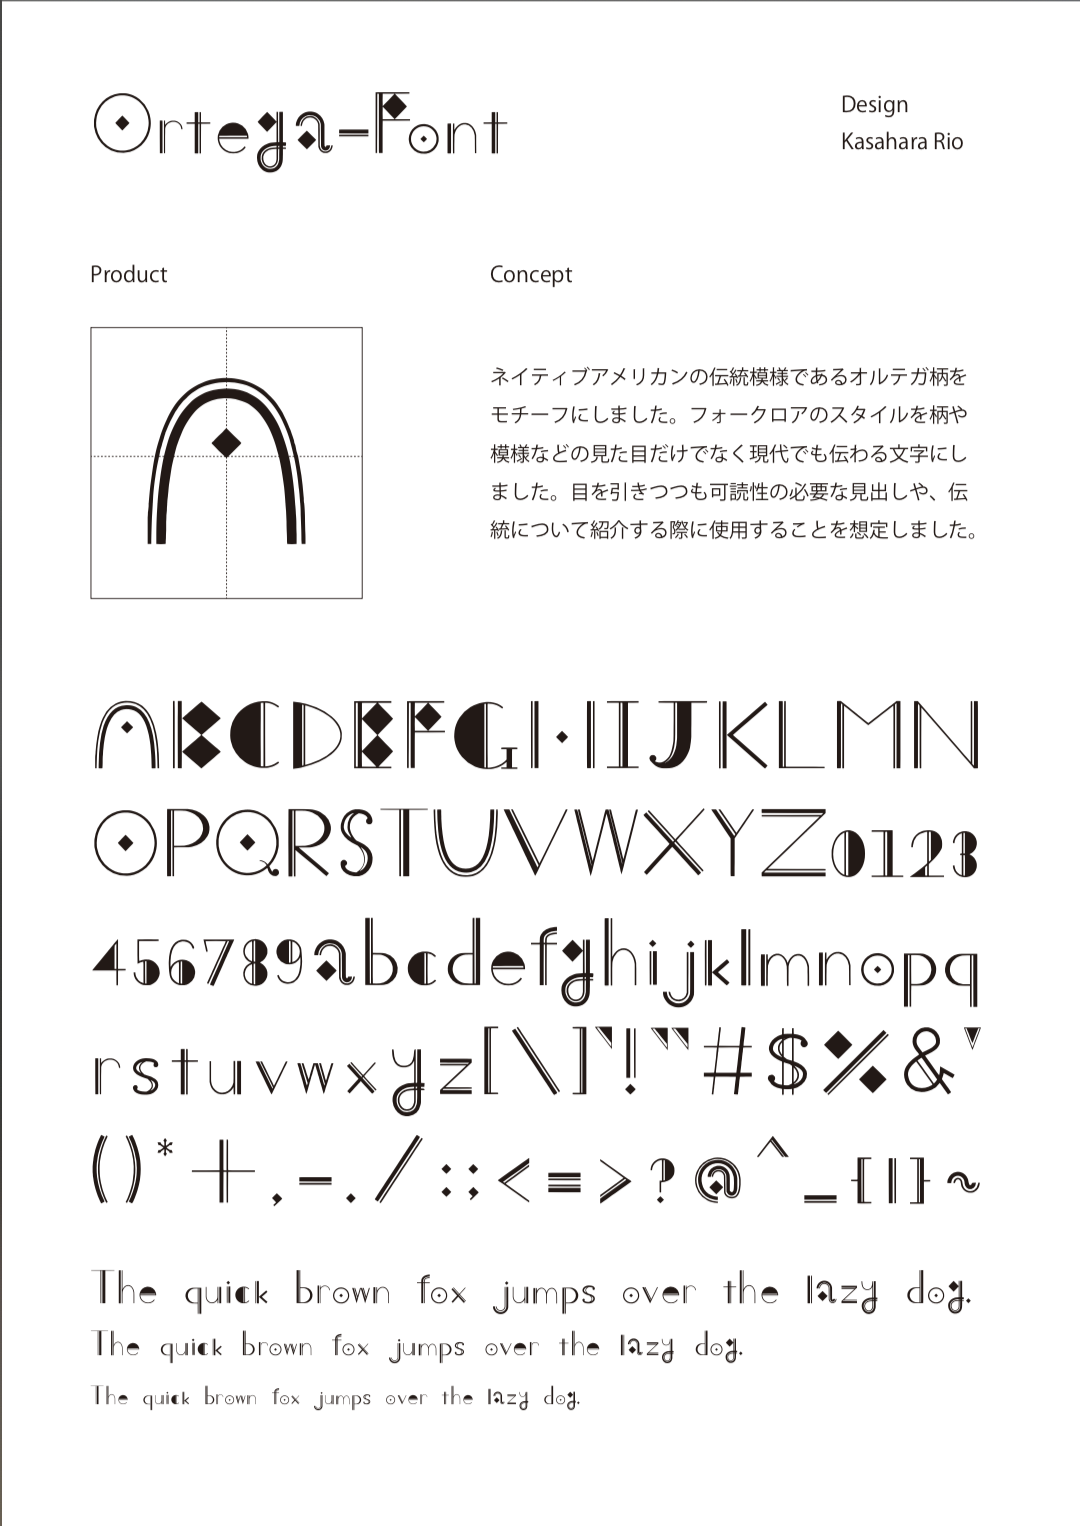 Ortega-Font
Design
Kasahara Rio
Product
Concept
ネイティブアメリカンの伝統模様であるオルテガ柄を
モチーフにしました。フォークロアのスタイルを柄や
模様などの見た目だけでなく現代でも伝わる文字にし
ました。目を引きつつも可読性の必要な見出しや、伝
統について紹介する際に使用することを想定しました。
A
ABCDEFGH IJKLMN
OPQRSTUVWXYZ0123
456789abcdefghijklmnopq
rstuvwxyz[\]`!"#$%&'
()*+,-./:;<=>?@^_{|}~
The quick brown fox jumps over the lazy dog.
The quick brown fox jumps over the lazy dog.
The quick brown fox jumps over the lazy dog.